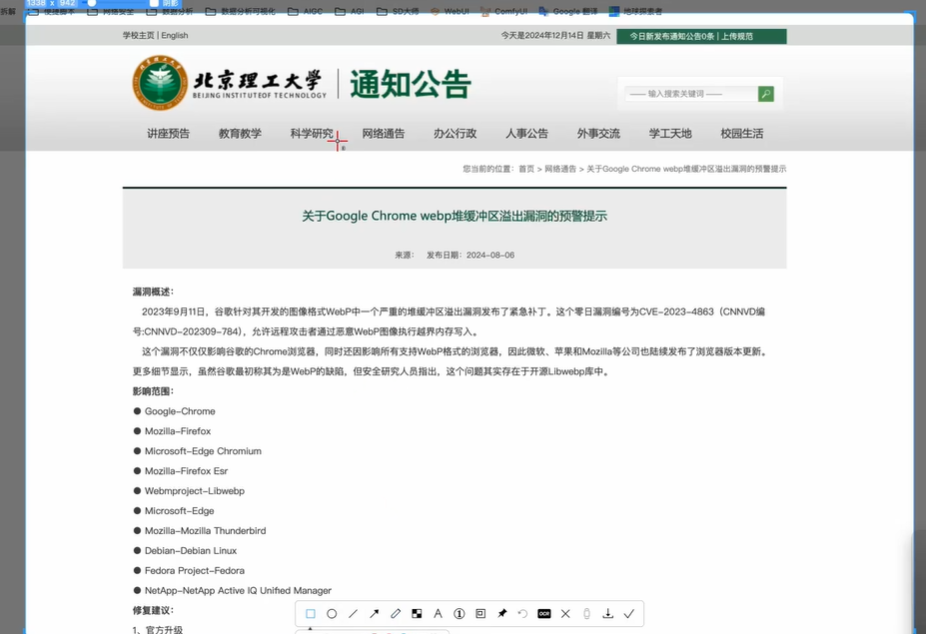 1338 x 942 阴影
拆解 便捷脚本 网络安全 数据分析 数据分析可视化 AIGC AGI SD大师 WebUI ComfyUI Google 翻译 地球探索者
学校主页 | English 今天是2024年12月14日 星期六 今日新发布通知公告0条 | 上传规范
北京理工大学 通知公告
BEIJING INSTITUTE OF TECHNOLOGY
—— 输入搜索关键词 ——
讲座预告 教育教学 科学研究 网络通告 办公行政 人事公告 外事交流 学工天地 校园生活
您当前的位置： 首页 > 网络通告 > 关于Google Chrome webp堆缓冲区溢出漏洞的预警提示
关于Google Chrome webp堆缓冲区溢出漏洞的预警提示
来源： 发布日期：2024-08-06
漏洞概述：
2023年9月11日，谷歌针对其开发的图像格式WebP中一个严重的堆缓冲区溢出漏洞发布了紧急补丁。这个零日漏洞编号为CVE-2023-4863（CNNVD编
号:CNNVD-202309-784），允许远程攻击者通过恶意WebP图像执行越界内存写入。
这个漏洞不仅仅影响谷歌的Chrome浏览器，同时还因影响所有支持WebP格式的浏览器，因此微软、苹果和Mozilla等公司也陆续发布了浏览器版本更新。
更多细节显示，虽然谷歌最初称其为是WebP的缺陷，但安全研究人员指出，这个问题其实存在于开源Libwebp库中。
影响范围：
● Google-Chrome
● Mozilla-Firefox
● Microsoft-Edge Chromium
● Mozilla-Firefox Esr
● Webmproject-Libwebp
● Microsoft-Edge
● Mozilla-Mozilla Thunderbird
● Debian-Debian Linux
● Fedora Project-Fedora
● NetApp-NetApp Active IQ Unified Manager
修复建议：
A 1 OCR
1、官方升级